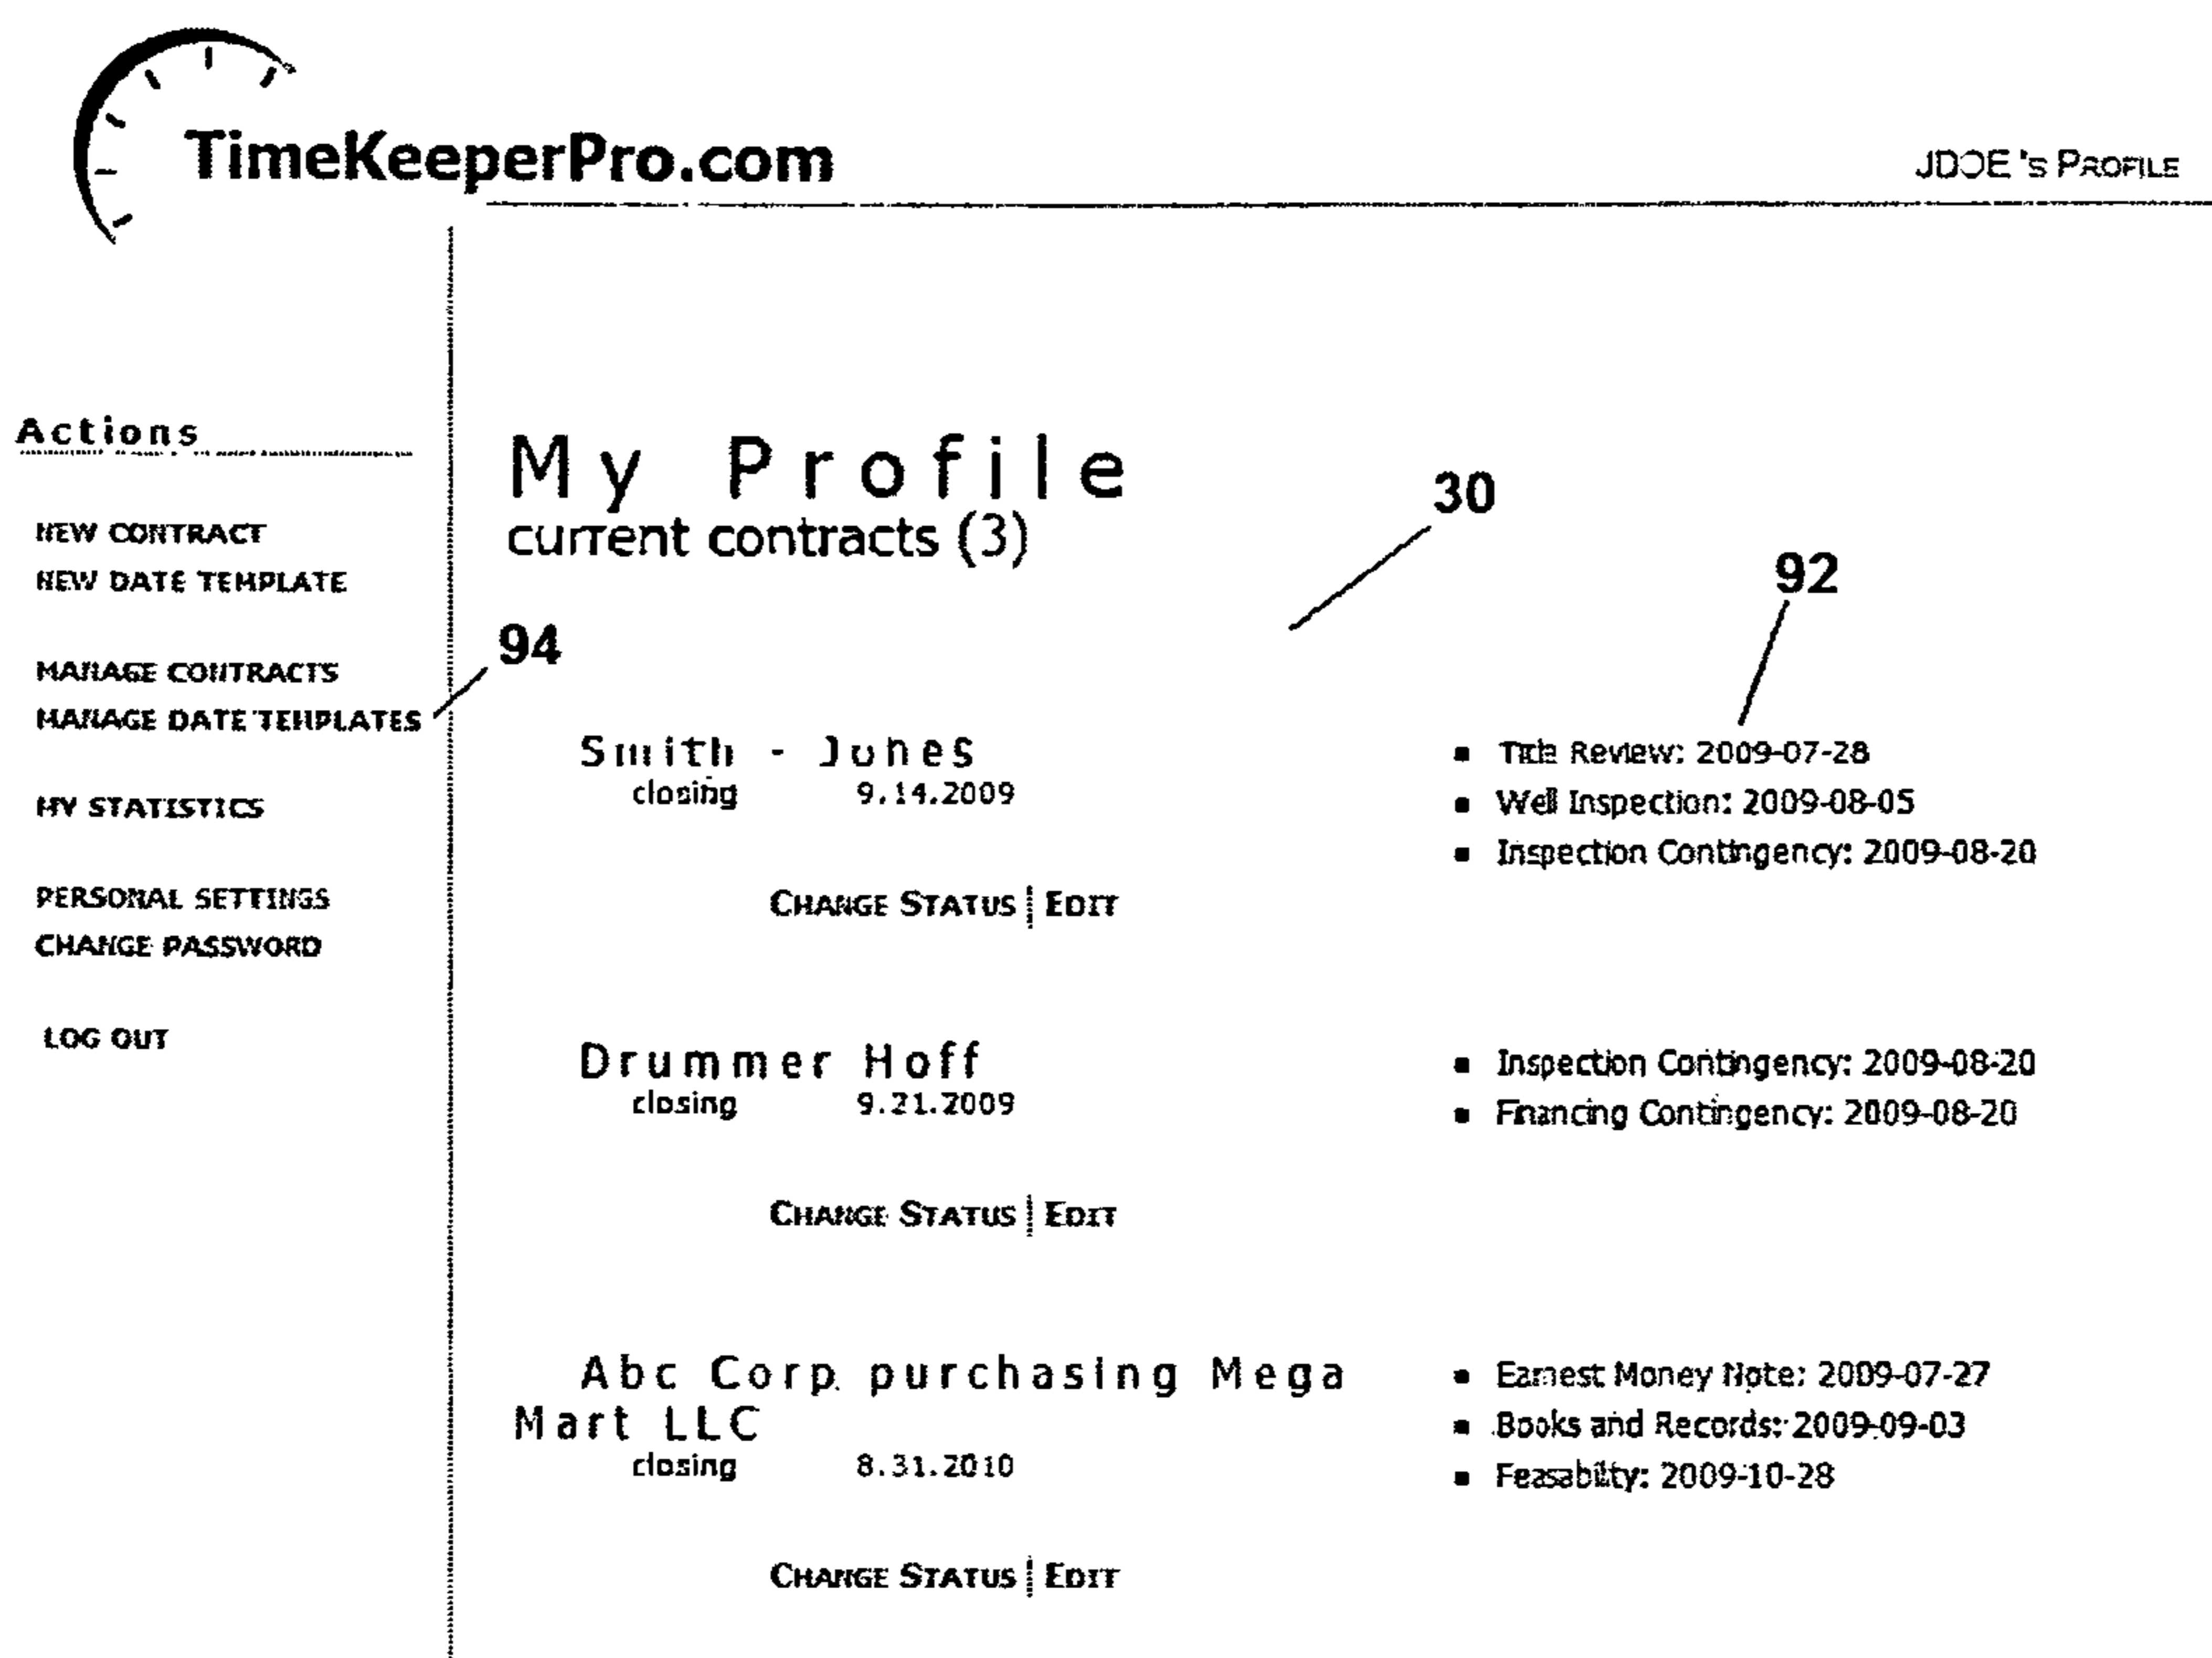 TimeKeeperPro.com
JDOE 's PROFILE
Actions
NEW CONTRACT
NEW DATE TEMPLATE
MANAGE CONTRACTS
MANAGE DATE TEMPLATES
MY STATISTICS
PERSONAL SETTINGS
CHANGE PASSWORD
LOG OUT
94
My Profile
current contracts (3)
30
92
Smith - Jones
closing 9.14.2009
CHANGE STATUS | EDIT
Title Review: 2009-07-28
Well Inspection: 2009-08-05
Inspection Contingency: 2009-08-20
Drummer Hoff
closing 9.21.2009
CHANGE STATUS | EDIT
Inspection Contingency: 2009-08-20
Financing Contingency: 2009-08-20
Abc Corp. purchasing Mega
Mart LLC
closing 8.31.2010
CHANGE STATUS | EDIT
Earnest Money Note: 2009-07-27
Books and Records: 2009-09-03
Feasability: 2009-10-28